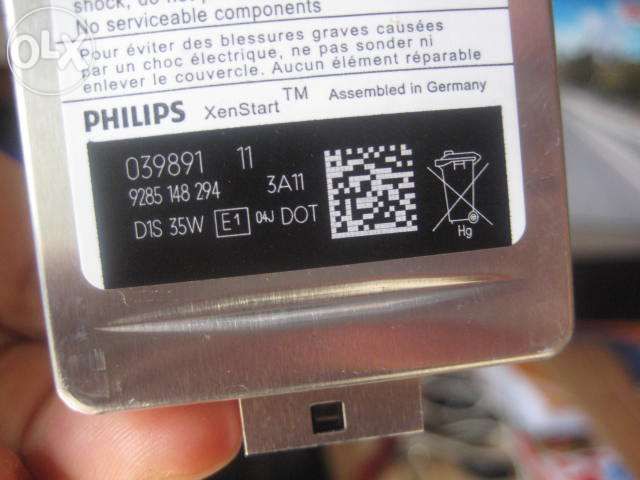 shock, do not
No serviceable components
Pour éviter des blessures graves causées
par un choc électrique, ne pas sonder ni
enlever le couvercle. Aucun élément réparable
PHILIPS XenStart™ Assembled in Germany
039891 11
9285 148 294 3A11
D1S 35W E1 04J DOT
Hg
OLX